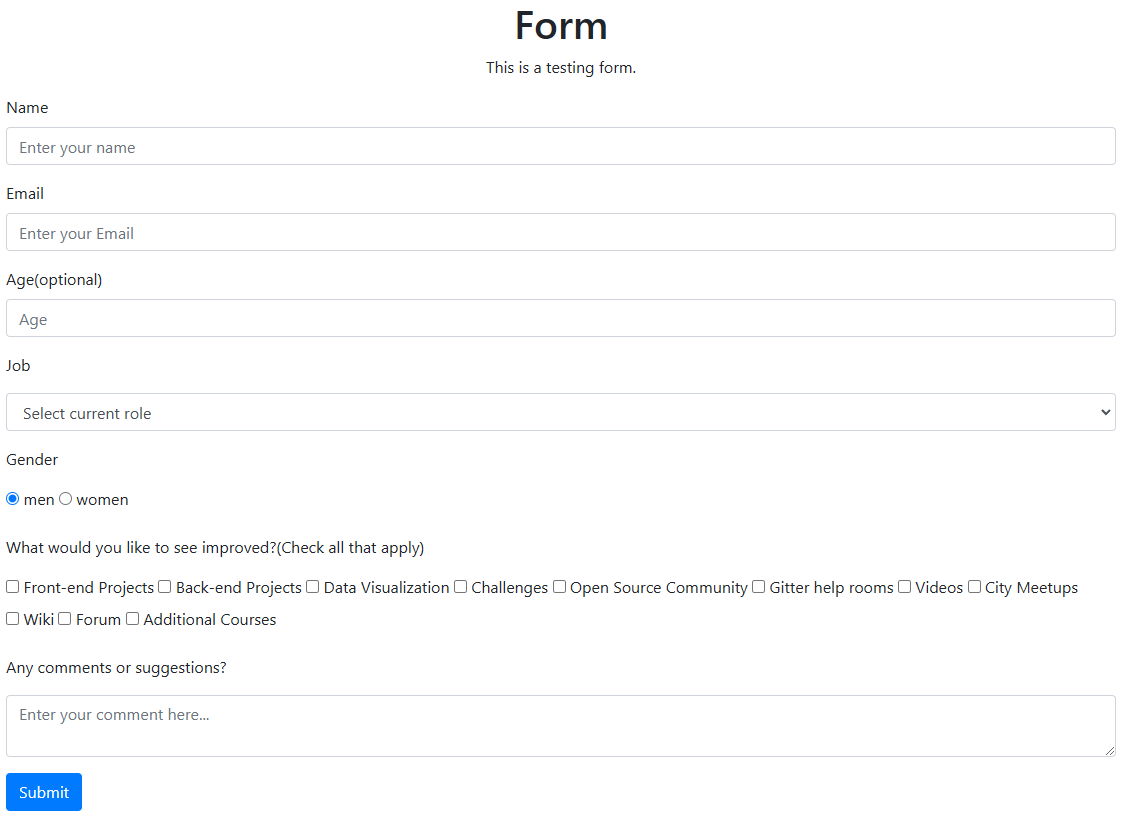 Form
This is a testing form.
Name
Enter your name
Email
Enter your Email
Age(optional)
Age
Job
Select current role
Gender
men women
What would you like to see improved?(Check all that apply)
Front-end Projects Back-end Projects Data Visualization Challenges Open Source Community Gitter help rooms Videos City Meetups
Wiki Forum Additional Courses
Any comments or suggestions?
Enter your comment here...
Submit